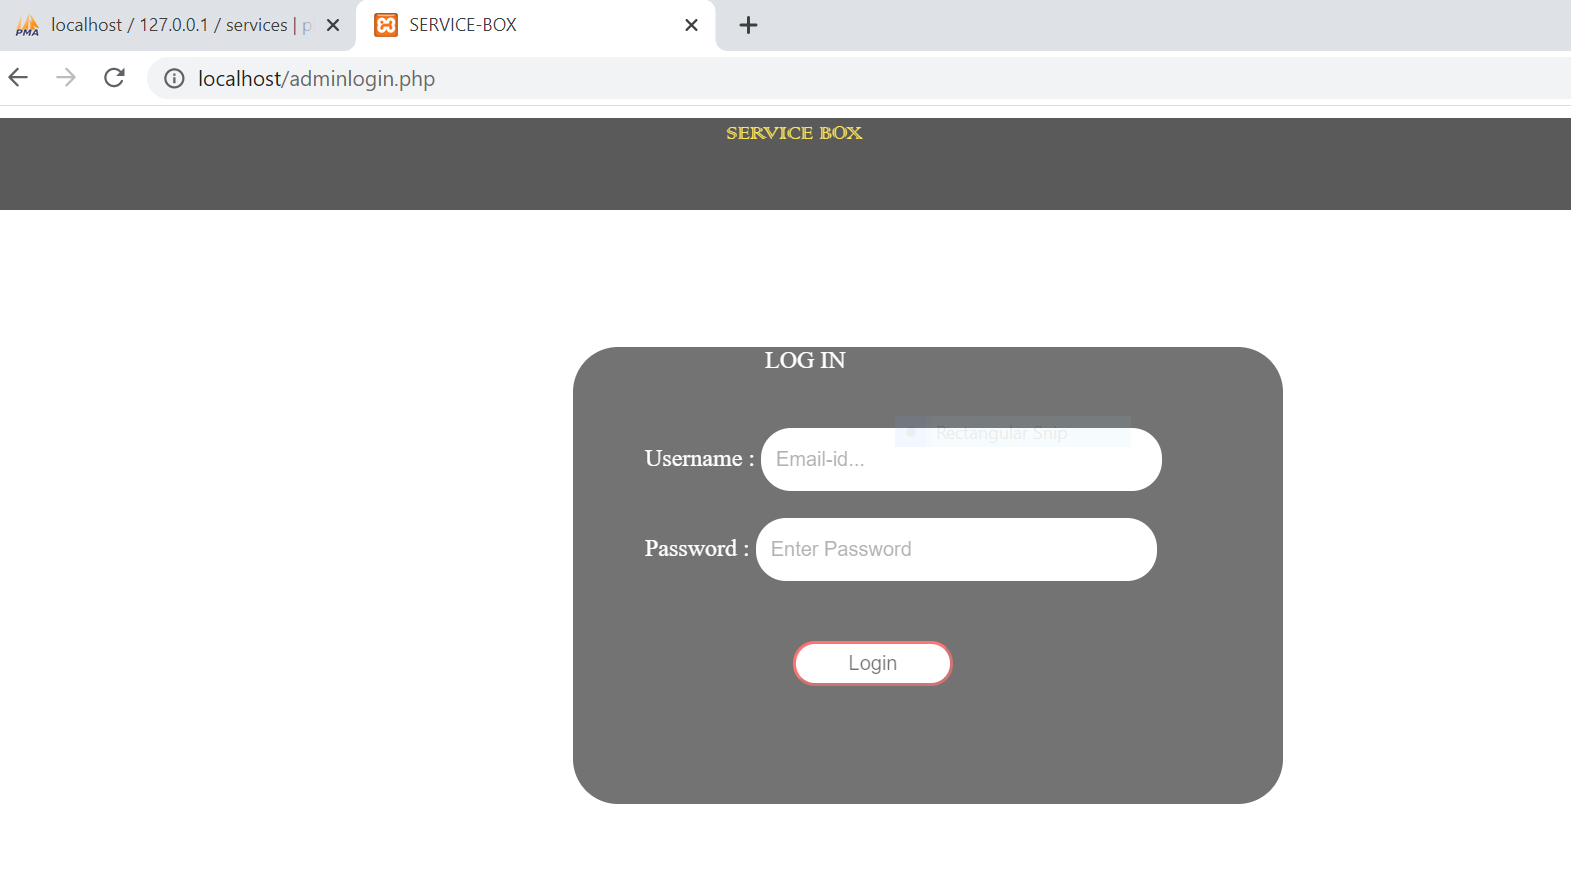 localhost / 127.0.0.1 / services | p
SERVICE-BOX
localhost/adminlogin.php
SERVICE BOX
LOG IN
Rectangular Snip
Username : Email-id...
Password : Enter Password
Login
PMA